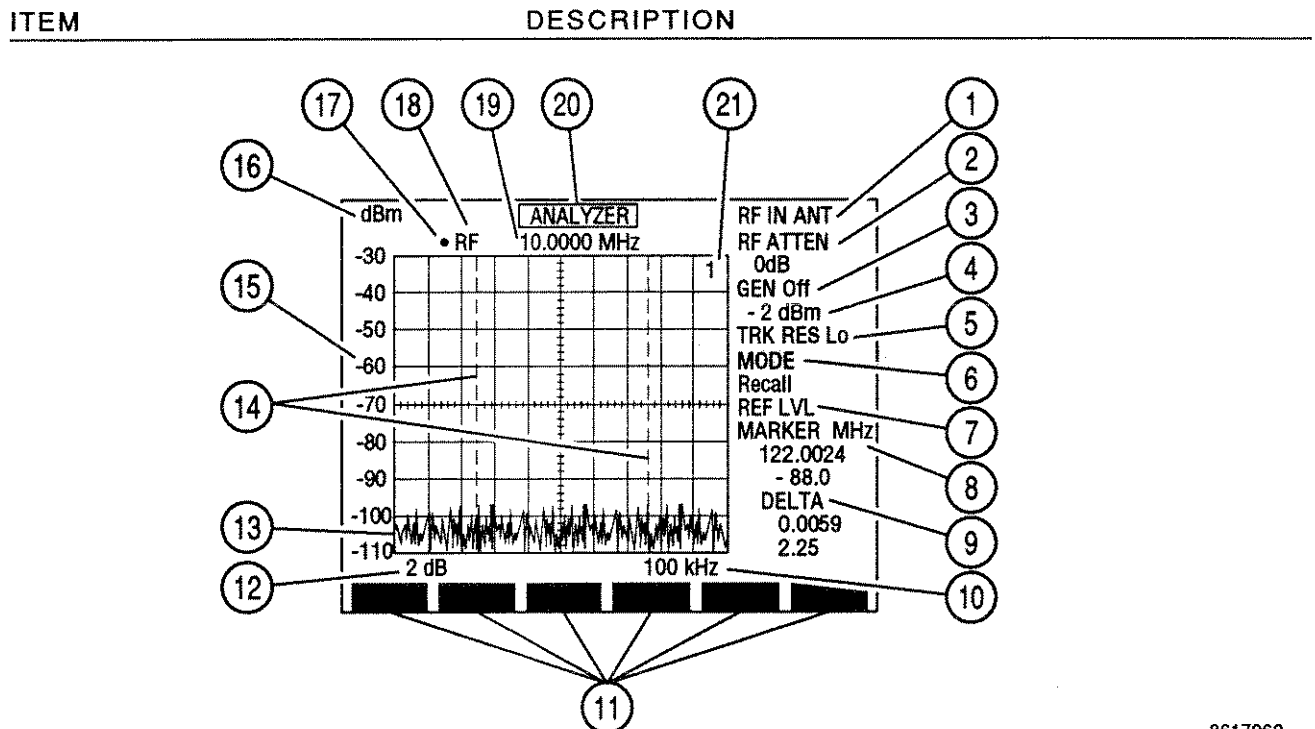 ITEM DESCRIPTION
17 18 19 20 21 1
16 2
dBm ANALYZER RF IN ANT 3
• RF 10.0000 MHz RF ATTEN
-30 1 0dB
GEN Off 4
-40 - 2 dBm
15 -50 TRK RES Lo 5
-60 MODE
Recall 6
14 -70 REF LVL
MARKER MHz 7
-80 122.0024
-90 - 88.0 8
DELTA
13 -100 0.0059 9
-110 2.25
12 2 dB 100 kHz 10
11